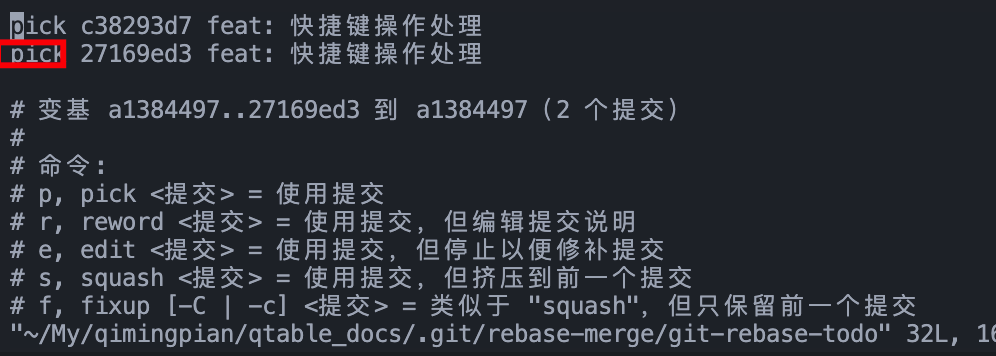 pick c38293d7 feat: 快捷键操作处理
pick 27169ed3 feat: 快捷键操作处理
# 变基 a1384497..27169ed3 到 a1384497（2 个提交）
#
# 命令:
# p, pick <提交> = 使用提交
# r, reword <提交> = 使用提交，但编辑提交说明
# e, edit <提交> = 使用提交，但停止以便修补提交
# s, squash <提交> = 使用提交，但挤压到前一个提交
# f, fixup [-C | -c] <提交> = 类似于 "squash"，但只保留前一个提交
"~/My/qimingpian/qtable_docs/.git/rebase-merge/git-rebase-todo" 32L,